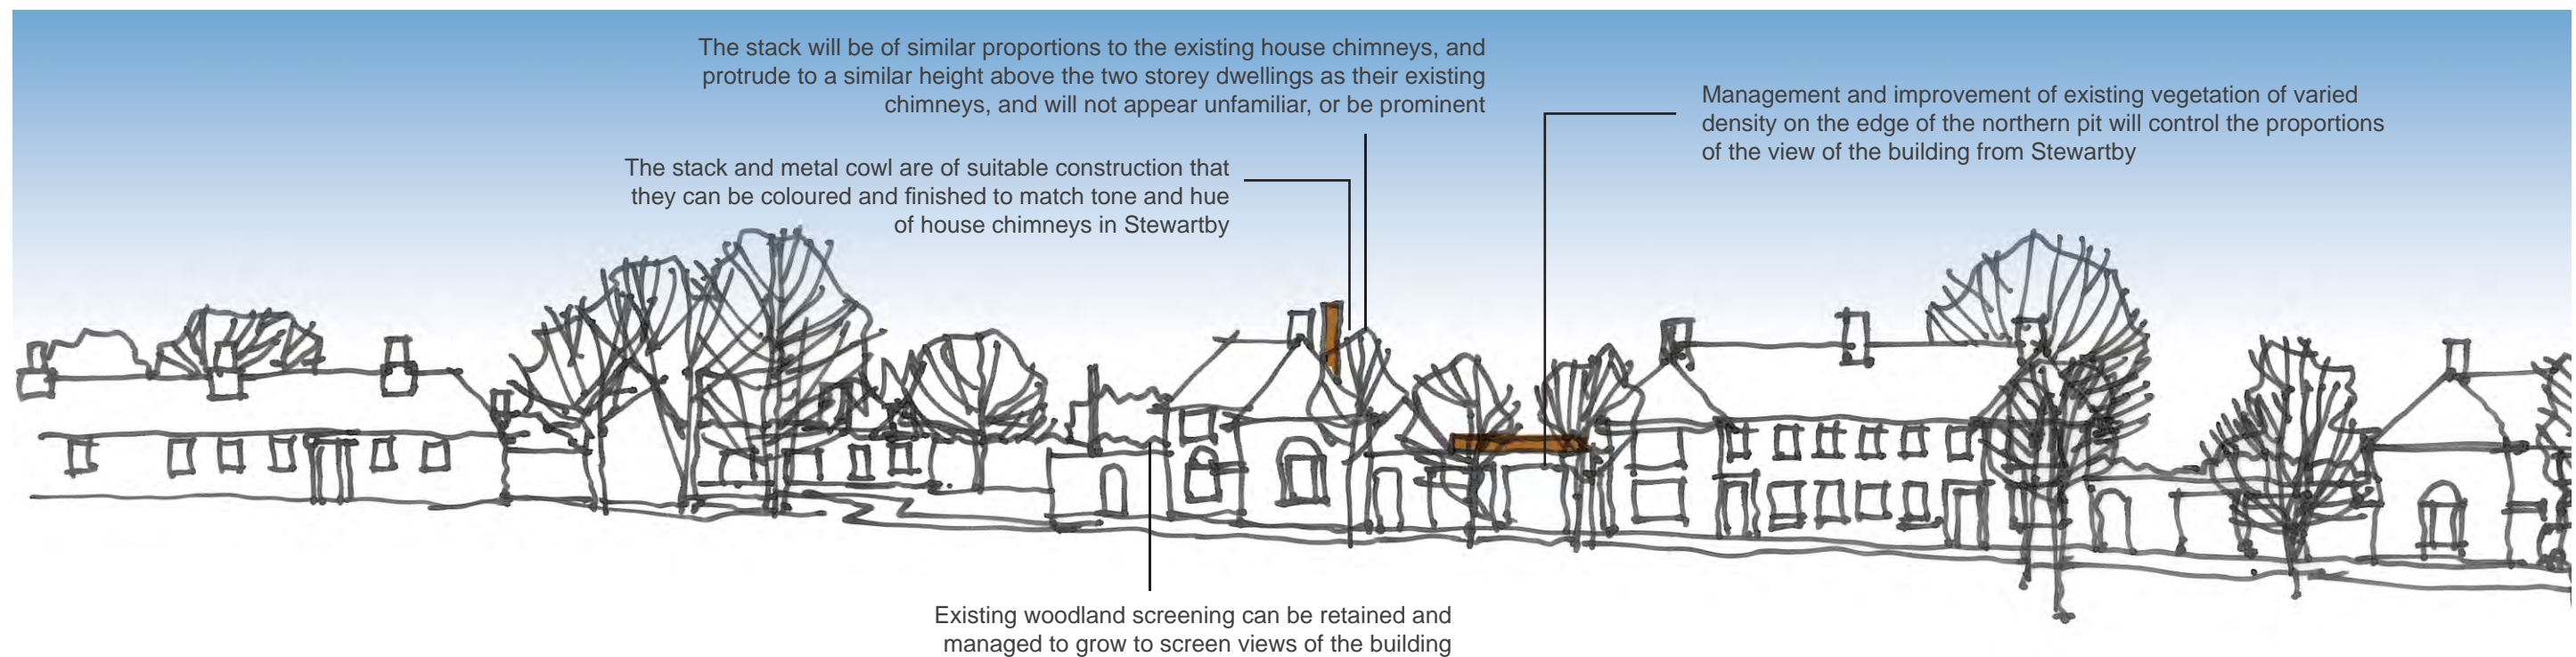 The stack will be of similar proportions to the existing house chimneys, and
protrude to a similar height above the two storey dwellings as their existing
chimneys, and will not appear unfamiliar, or be prominent
The stack and metal cowl are of suitable construction that
they can be coloured and finished to match tone and hue
of house chimneys in Stewartby
Management and improvement of existing vegetation of varied
density on the edge of the northern pit will control the proportions
of the view of the building from Stewartby
Existing woodland screening can be retained and
managed to grow to screen views of the building